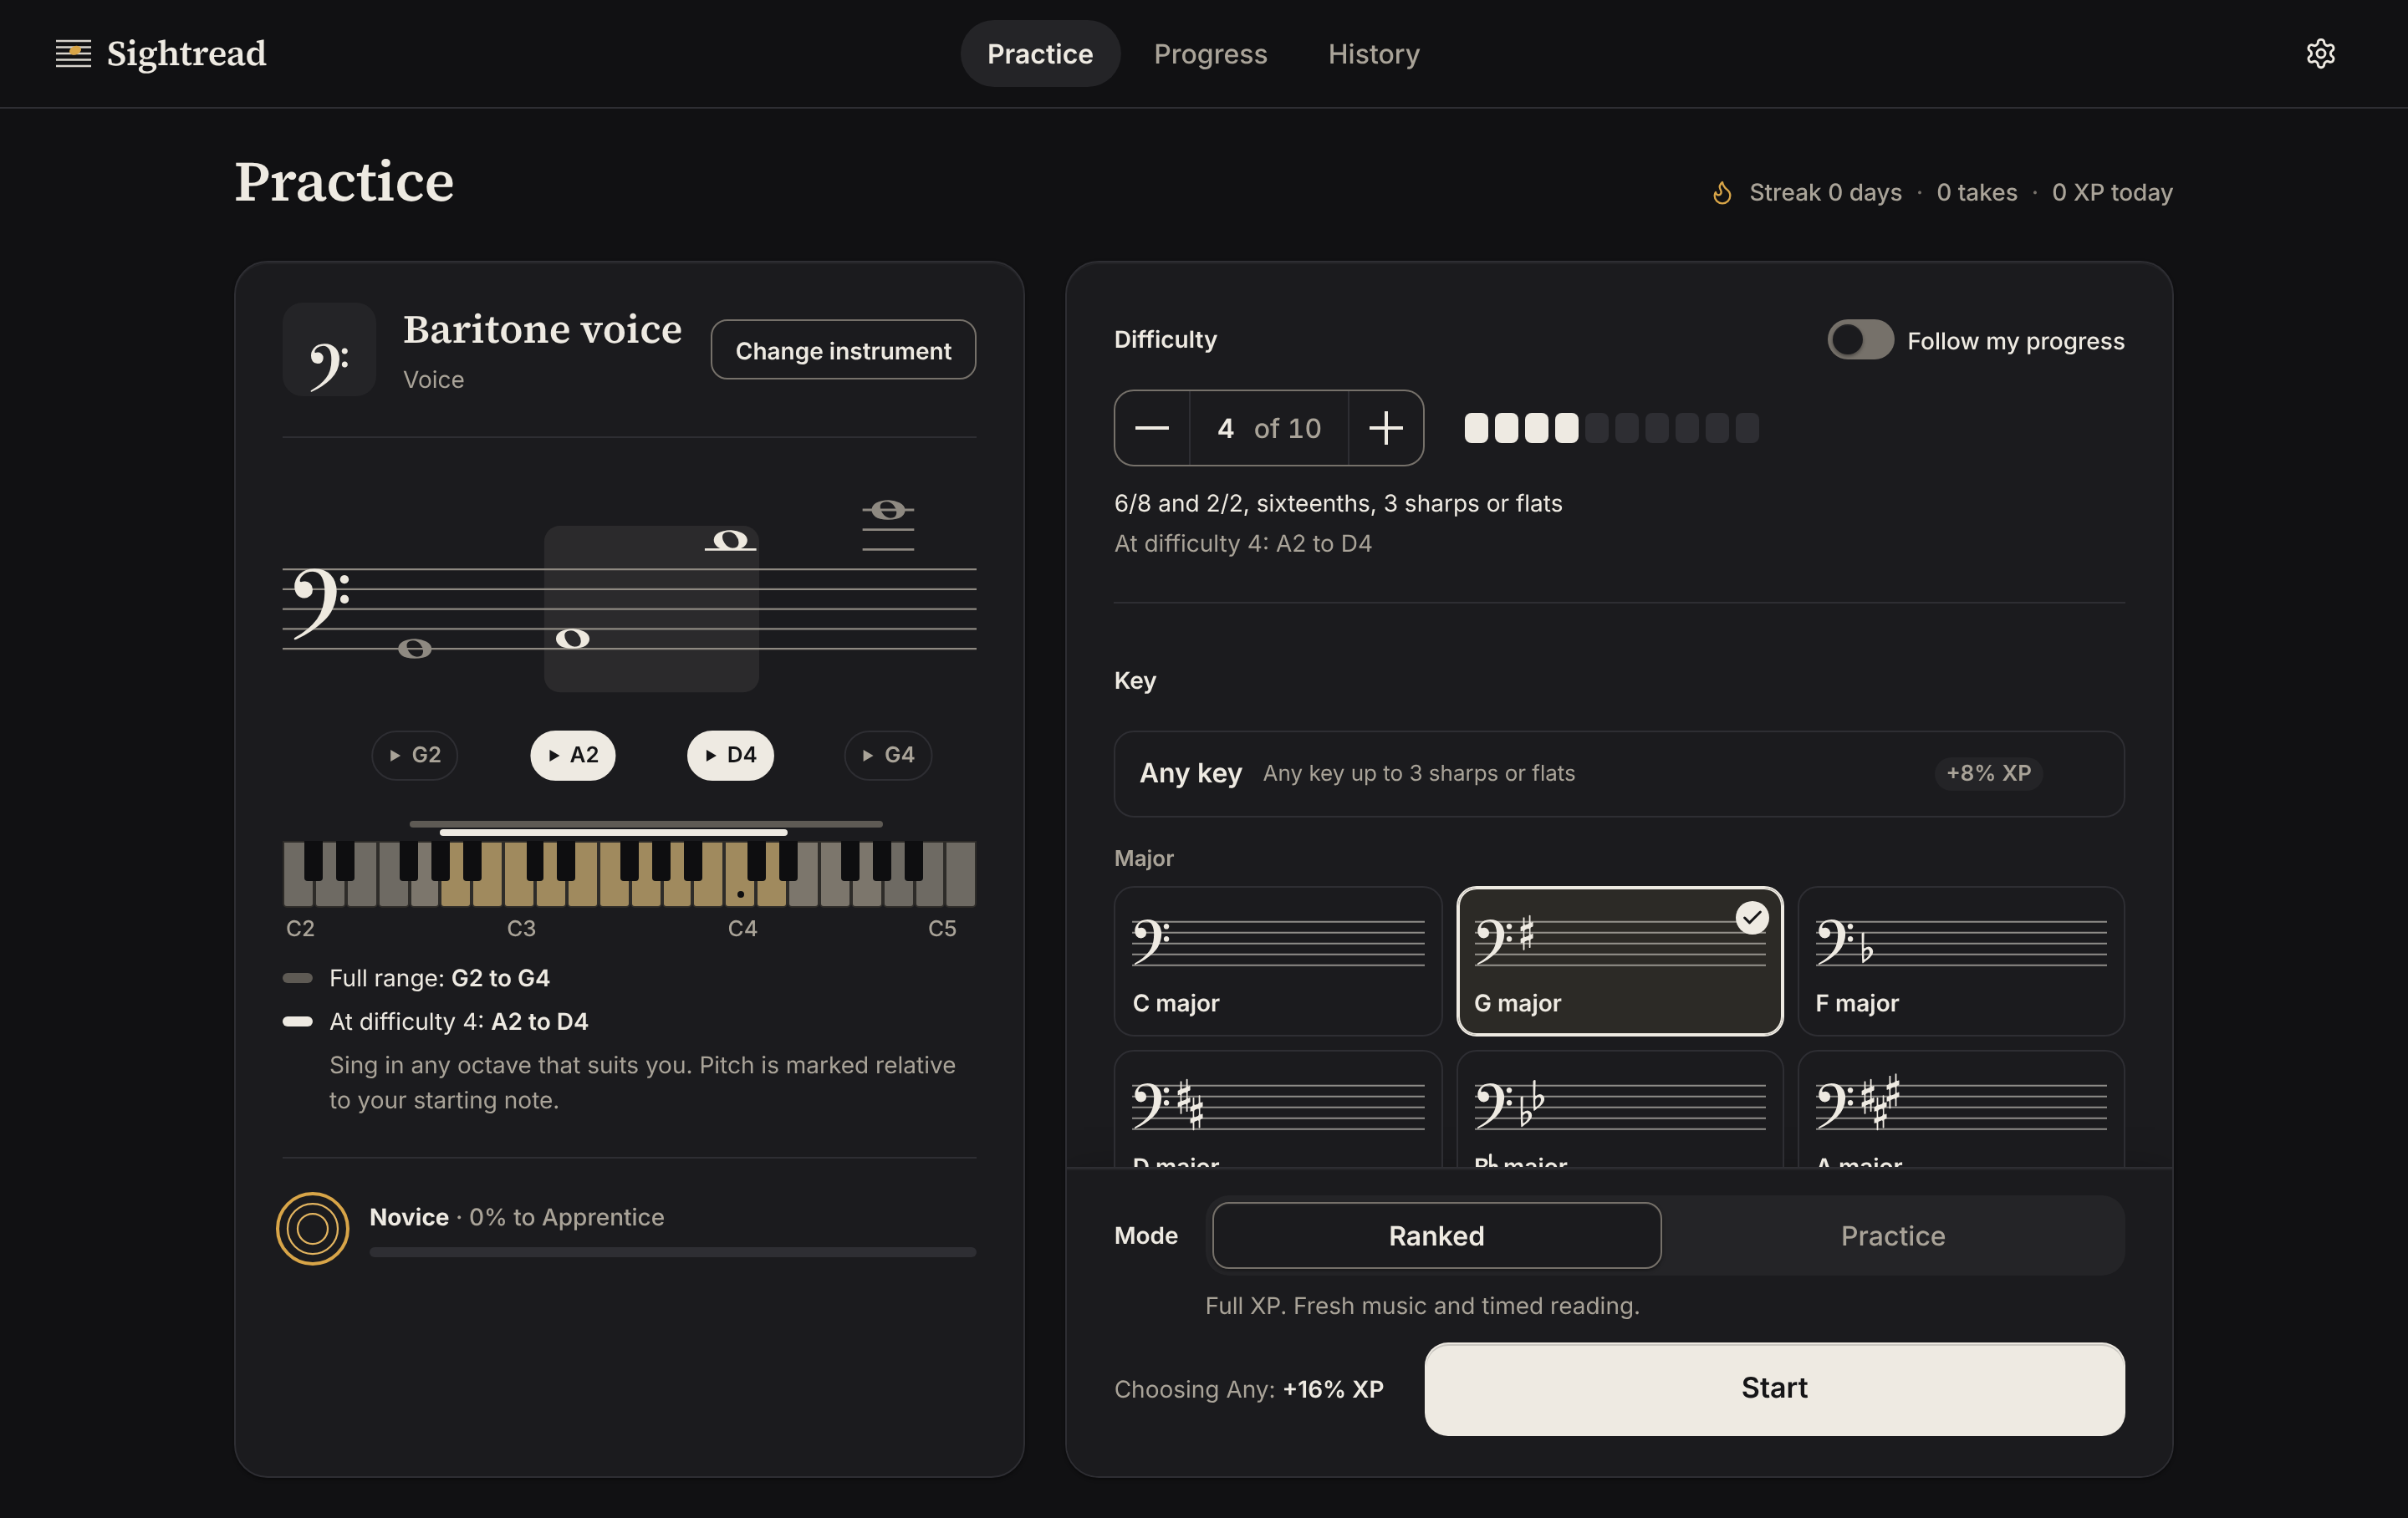 Sightread
Practice
Progress
History
Practice
Streak 0 days · 0 takes · 0 XP today
Baritone voice
Voice
Change instrument
G2
A2
D4
G4
C2
C3
C4
C5
Full range: G2 to G4
At difficulty 4: A2 to D4
Sing in any octave that suits you. Pitch is marked relative
to your starting note.
Novice · 0% to Apprentice
Difficulty
Follow my progress
4 of 10
6/8 and 2/2, sixteenths, 3 sharps or flats
At difficulty 4: A2 to D4
Key
Any key Any key up to 3 sharps or flats +8% XP
Major
C major
G major
F major
D major
B♭ major
A major
Mode
Ranked
Practice
Full XP. Fresh music and timed reading.
Choosing Any: +16% XP
Start